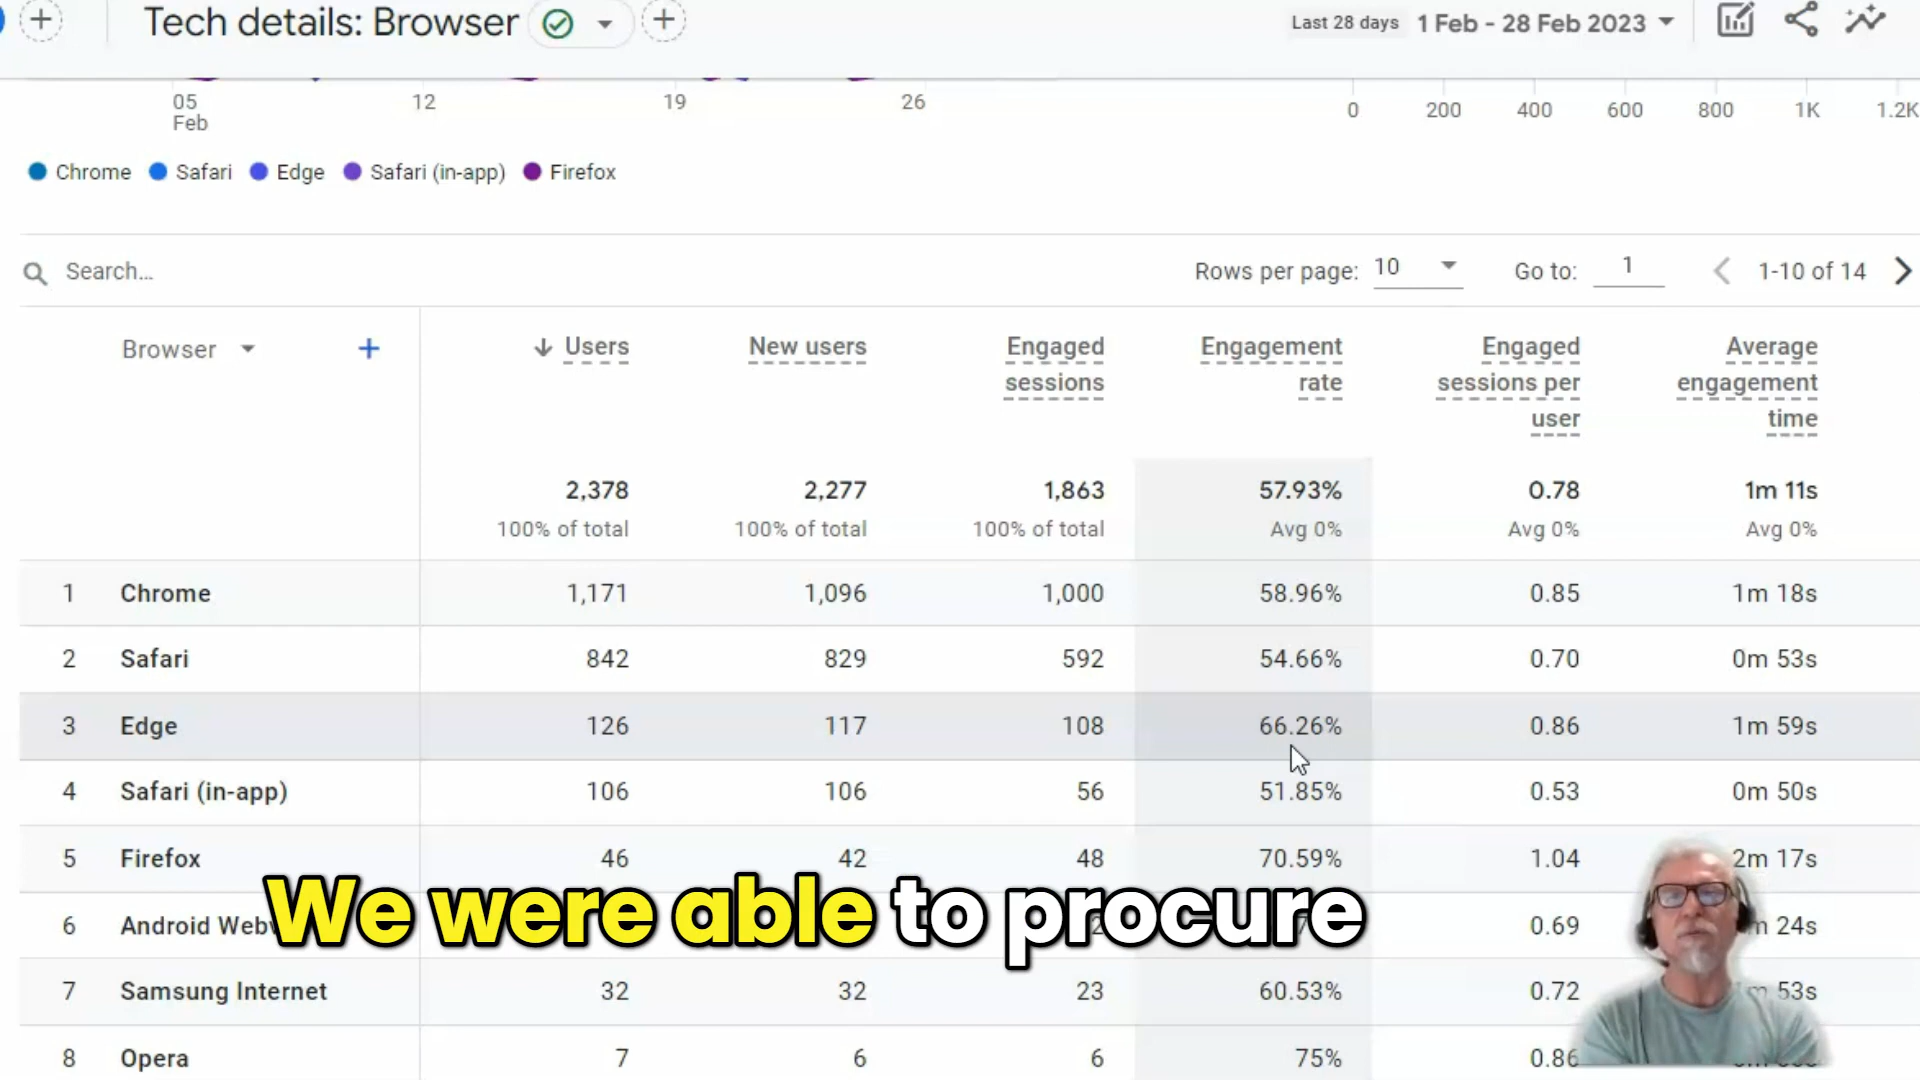 Tech details: Browser
Last 28 days 1 Feb - 28 Feb 2023
05 12 19 26
Feb
0 200 400 600 800 1K 1.2K
Chrome Safari Edge Safari (in-app) Firefox
Search...
Rows per page: 10 Go to: 1 1-10 of 14
Browser + Users New users Engaged sessions Engagement rate Engaged sessions per user Average engagement time
2,378 2,277 1,863 57.93% 0.78 1m 11s
100% of total 100% of total 100% of total Avg 0% Avg 0% Avg 0%
1 Chrome 1,171 1,096 1,000 58.96% 0.85 1m 18s
2 Safari 842 829 592 54.66% 0.70 0m 53s
3 Edge 126 117 108 66.26% 0.86 1m 59s
4 Safari (in-app) 106 106 56 51.85% 0.53 0m 50s
5 Firefox 46 42 48 70.59% 1.04 2m 17s
We were able to procure
6 Android 0.69 24s
7 Samsung Internet 32 32 23 60.53% 0.72 53s
8 Opera 7 6 6 75% 0.86